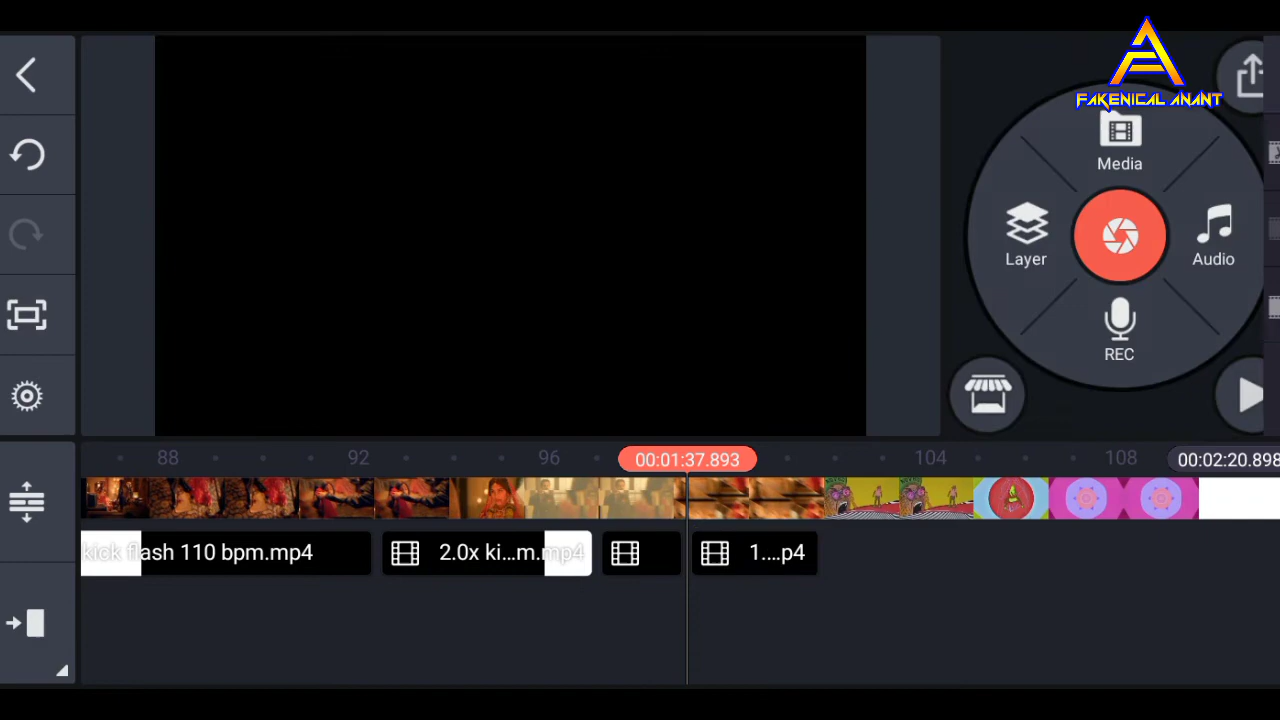 FAKENICAL ANANT
Media
Layer
Audio
REC
88
92
96
00:01:37.893
104
108
00:02:20.898
kick flash 110 bpm.mp4
2.0x ki...m.mp4
1....p4